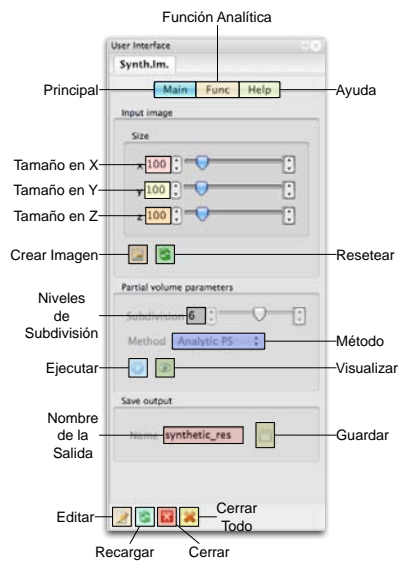 Función Analítica
User Interface
Synth.Im.
Principal
Main Func Help
Ayuda
Input image
Size
Tamaño en X
x 100
Tamaño en Y
y 100
Tamaño en Z
z 100
Crear Imagen
Resetear
Partial volume parameters
Niveles
de
Subdivisión
Subdivision 6
Method Analytic PS
Método
Ejecutar
Visualizar
Save output
Nombre
de la
Salida
Name synthetic_res
Guardar
Editar
Cerrar
Todo
Recargar
Cerrar